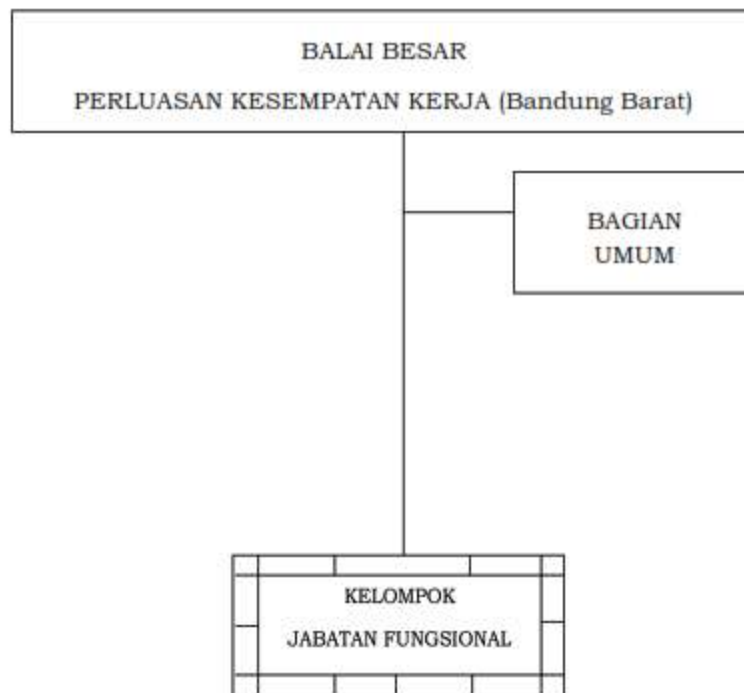 BALAI BESAR
PERLUASAN KESEMPATAN KERJA (Bandung Barat)
BAGIAN
UMUM
KELOMPOK
JABATAN FUNGSIONAL